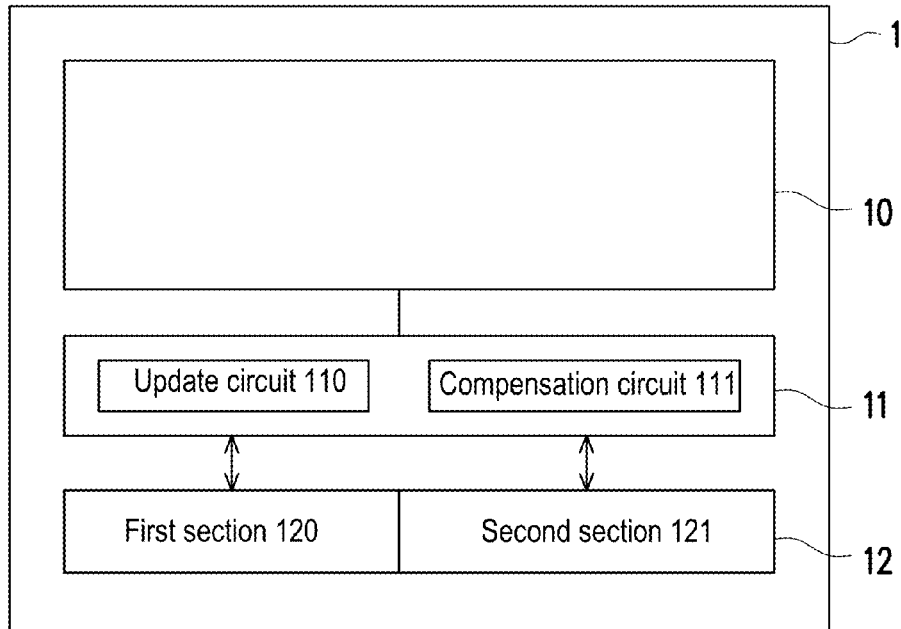 1
10
Update circuit 110
Compensation circuit 111
11
First section 120
Second section 121
12